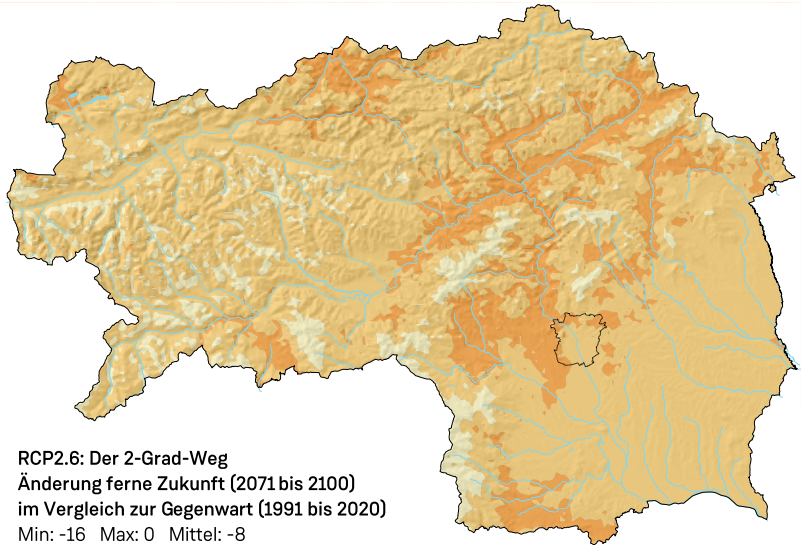 RCP2.6: Der 2-Grad-Weg
Änderung ferne Zukunft (2071 bis 2100)
im Vergleich zur Gegenwart (1991 bis 2020)
Min: -16 Max: 0 Mittel: -8